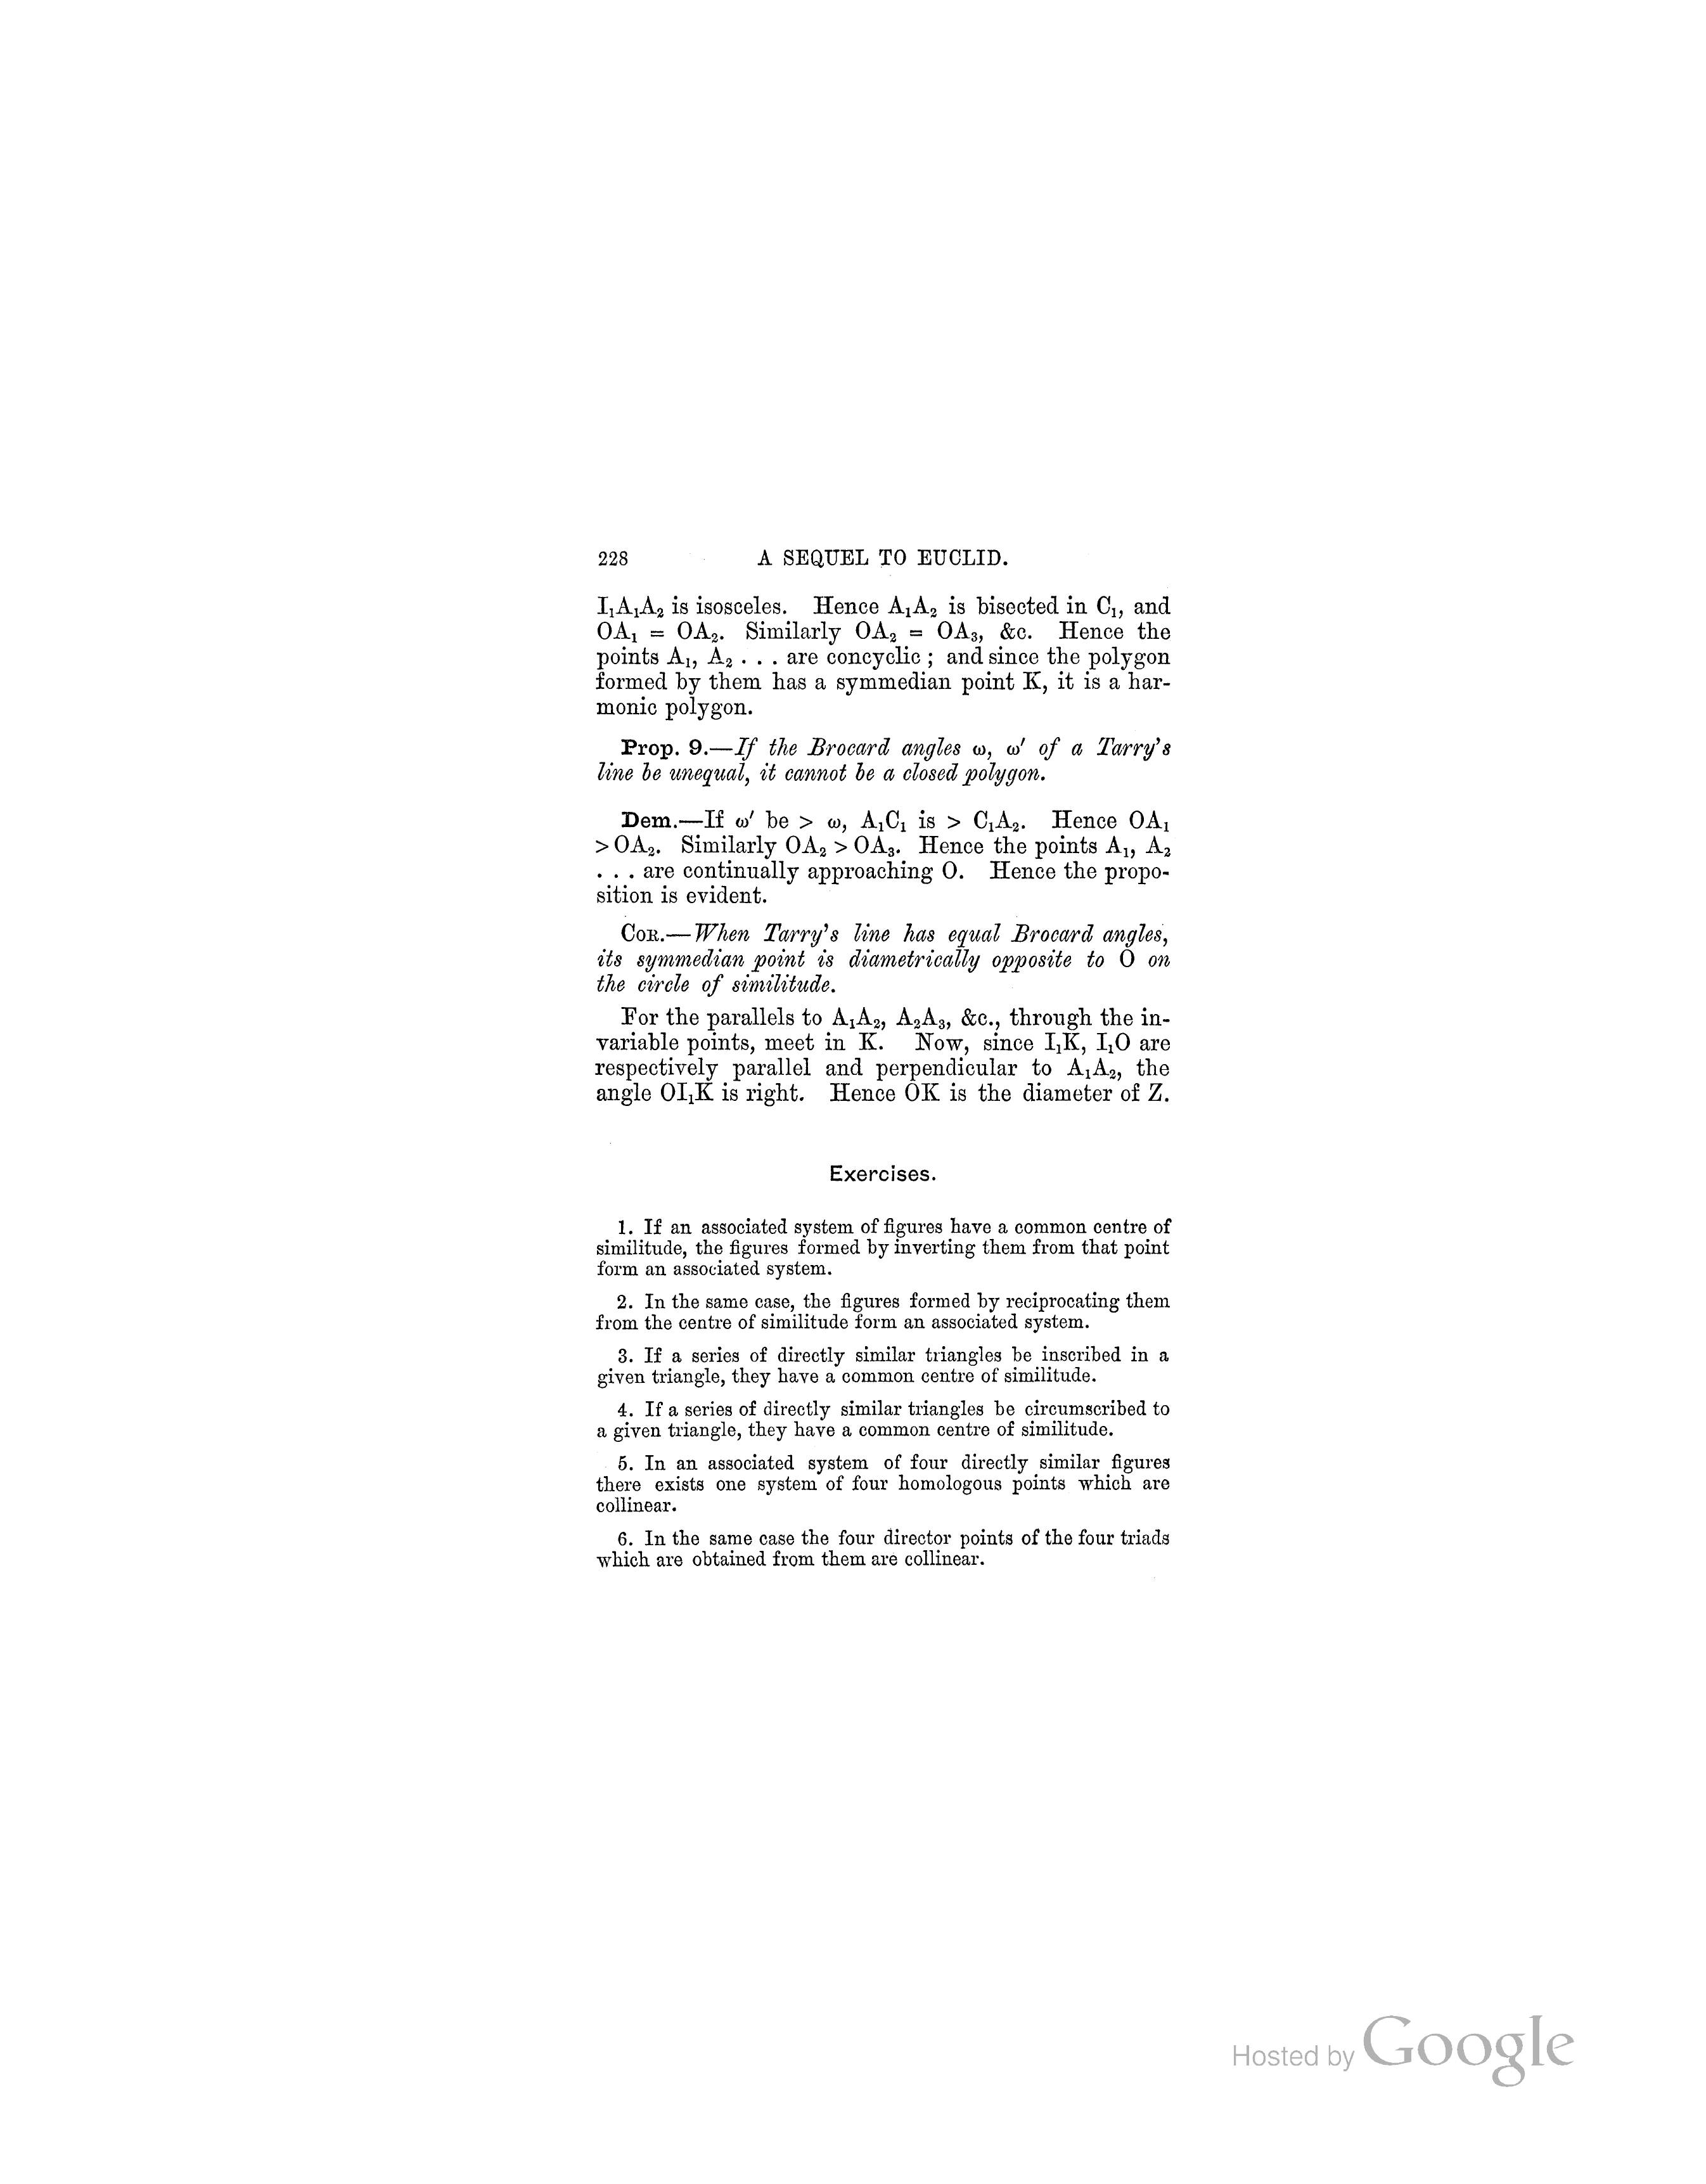 228 A SEQUEL TO EUCLID.
I₁A₁A₂ is isosceles. Hence A₁A₂ is bisected in C₁, and
OA₁ = OA₂. Similarly OA₂ = OA₃, &c. Hence the
points A₁, A₂ . . . are concyclic ; and since the polygon
formed by them has a symmedian point K, it is a har-
monic polygon.
Prop. 9.—If the Brocard angles ω, ω′ of a Tarry's
line be unequal, it cannot be a closed polygon.
Dem.—If ω′ be > ω, A₁C₁ is > C₁A₂. Hence OA₁
> OA₂. Similarly OA₂ > OA₃. Hence the points A₁, A₂
. . . are continually approaching O. Hence the propo-
sition is evident.
Cor.—When Tarry's line has equal Brocard angles,
its symmedian point is diametrically opposite to O on
the circle of similitude.
For the parallels to A₁A₂, A₂A₃, &c., through the in-
variable points, meet in K. Now, since I₁K, I₁O are
respectively parallel and perpendicular to A₁A₂, the
angle OI₁K is right. Hence OK is the diameter of Z.
Exercises.
1. If an associated system of figures have a common centre of
similitude, the figures formed by inverting them from that point
form an associated system.
2. In the same case, the figures formed by reciprocating them
from the centre of similitude form an associated system.
3. If a series of directly similar triangles be inscribed in a
given triangle, they have a common centre of similitude.
4. If a series of directly similar triangles be circumscribed to
a given triangle, they have a common centre of similitude.
5. In an associated system of four directly similar figures
there exists one system of four homologous points which are
collinear.
6. In the same case the four director points of the four triads
which are obtained from them are collinear.
Hosted by Google